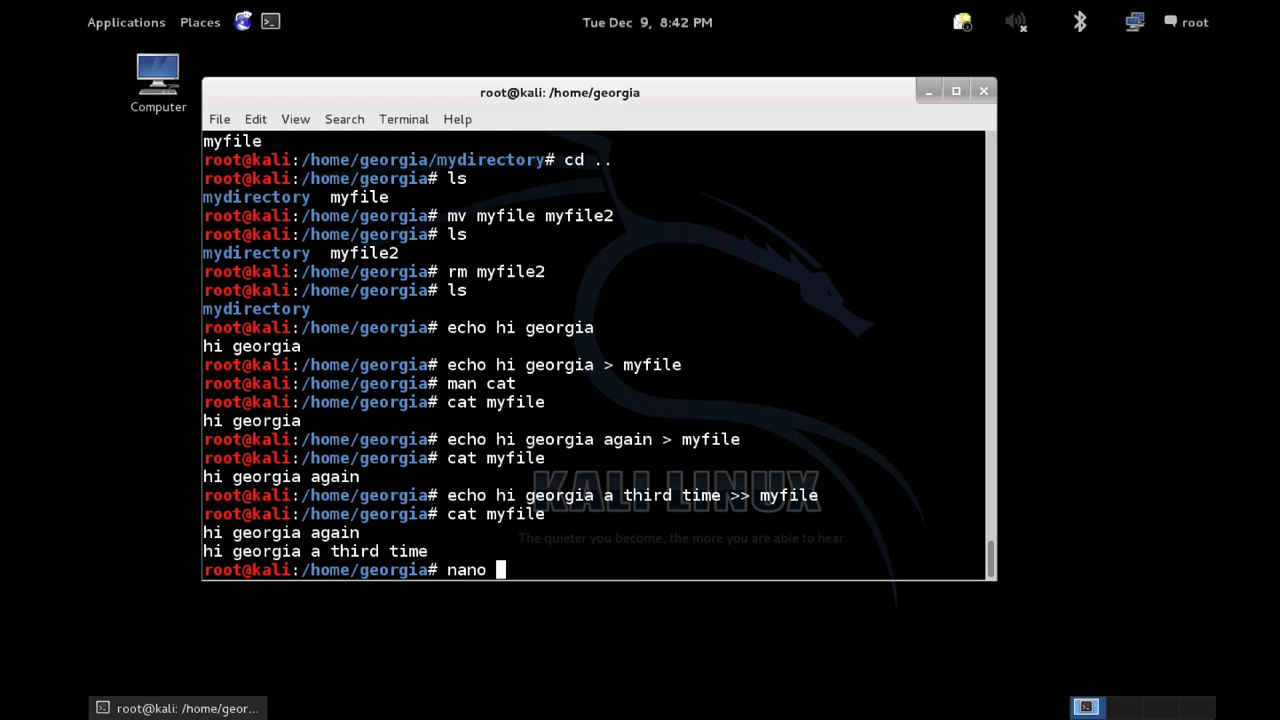 Applications Places Tue Dec 9, 8:42 PM root
Computer
root@kali: /home/georgia
File Edit View Search Terminal Help
myfile
root@kali:/home/georgia/mydirectory# cd ..
root@kali:/home/georgia# ls
mydirectory myfile
root@kali:/home/georgia# mv myfile myfile2
root@kali:/home/georgia# ls
mydirectory myfile2
root@kali:/home/georgia# rm myfile2
root@kali:/home/georgia# ls
mydirectory
root@kali:/home/georgia# echo hi georgia
hi georgia
root@kali:/home/georgia# echo hi georgia > myfile
root@kali:/home/georgia# man cat
root@kali:/home/georgia# cat myfile
hi georgia
root@kali:/home/georgia# echo hi georgia again > myfile
root@kali:/home/georgia# cat myfile
hi georgia again
root@kali:/home/georgia# echo hi georgia a third time >> myfile
root@kali:/home/georgia# cat myfile
hi georgia again
hi georgia a third time
root@kali:/home/georgia# nano
KALI LINUX
The quieter you become, the more you are able to hear.
root@kali: /home/geor...